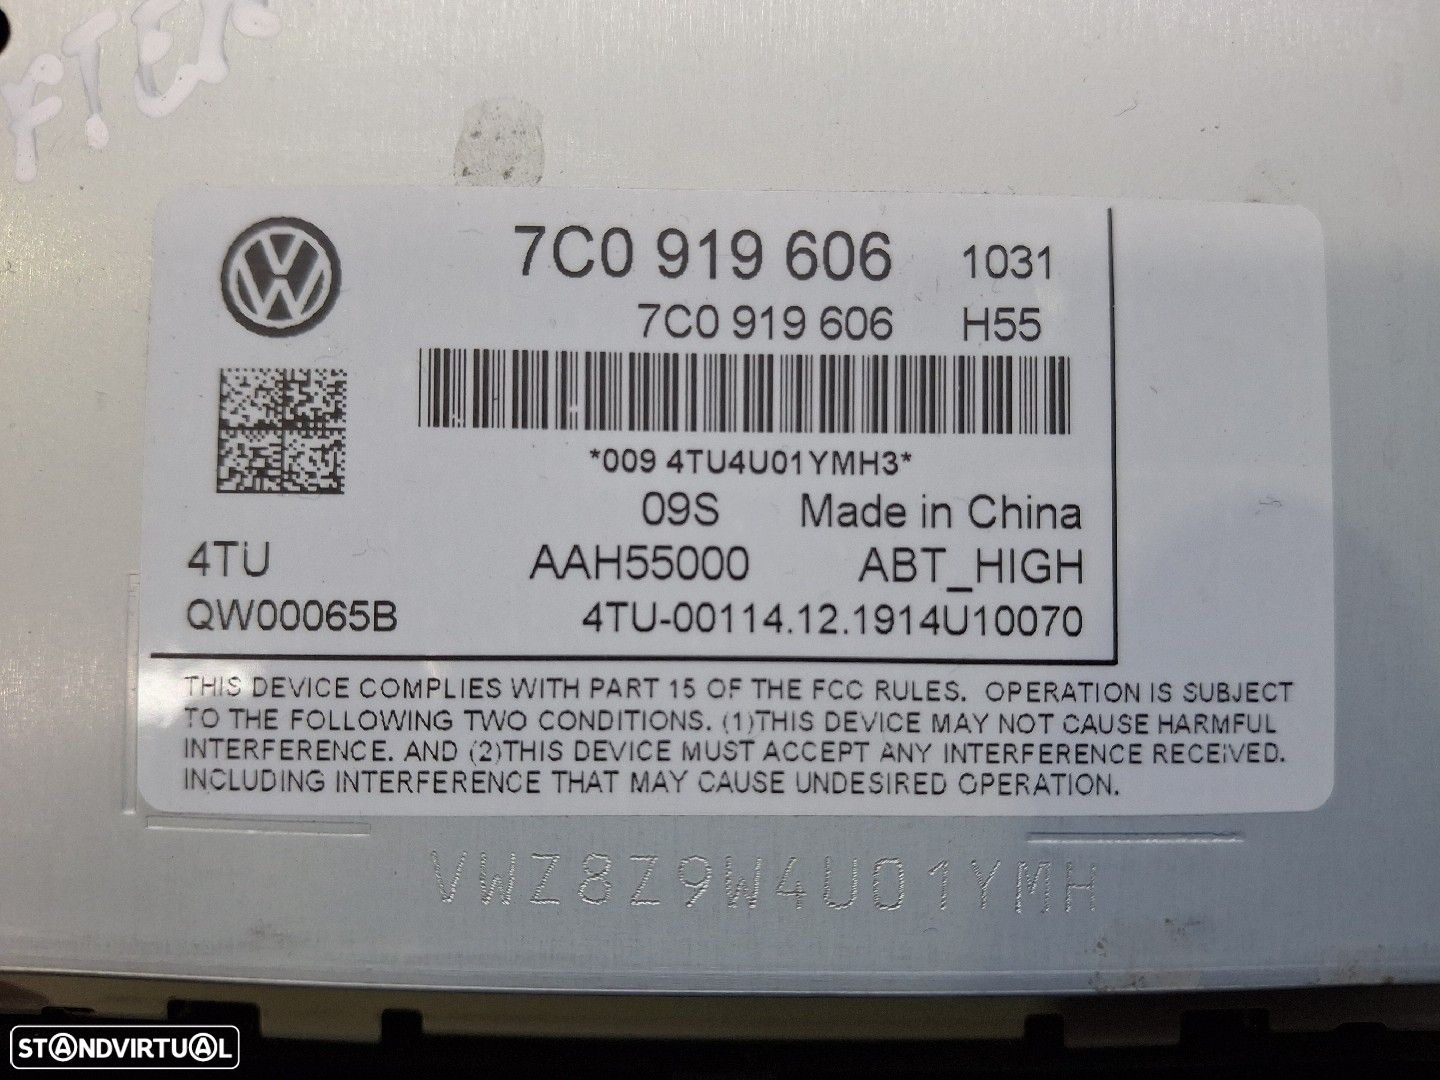 FTER
7C0 919 606 1031
7C0 919 606 H55
*009 4TU4U01YMH3*
09S Made in China
4TU AAH55000 ABT_HIGH
QW00065B 4TU-00114.12.1914U10070
THIS DEVICE COMPLIES WITH PART 15 OF THE FCC RULES. OPERATION IS SUBJECT
TO THE FOLLOWING TWO CONDITIONS. (1)THIS DEVICE MAY NOT CAUSE HARMFUL
INTERFERENCE. AND (2)THIS DEVICE MUST ACCEPT ANY INTERFERENCE RECEIVED.
INCLUDING INTERFERENCE THAT MAY CAUSE UNDESIRED OPERATION.
VWZ8Z9W4U01YMH
STANDVIRTUAL